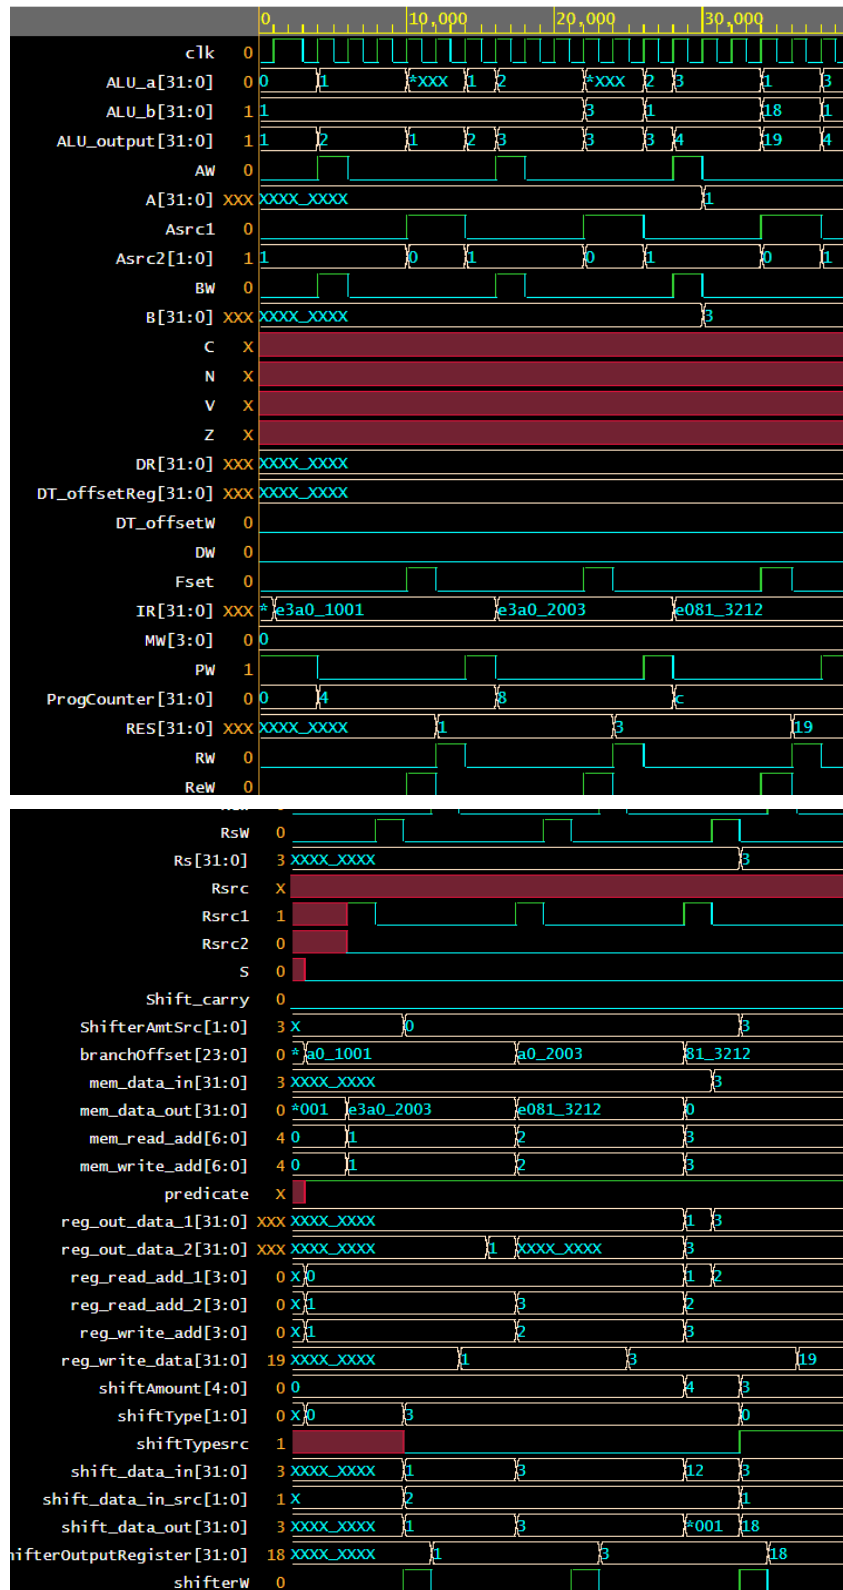 0 10,000 20,000 30,000
clk 0
ALU_a[31:0] 0 0 1 *XXX 1 2 *XXX 2 3 1 3
ALU_b[31:0] 1 1 3 1 18 1
ALU_output[31:0] 1 1 2 1 2 3 3 3 4 19 4
AW 0
A[31:0] XXX XXXX_XXXX 1
Asrc1 0
Asrc2[1:0] 1 1 0 1 0 1 0 1
BW 0
B[31:0] XXX XXXX_XXXX 3
C X
N X
V X
Z X
DR[31:0] XXX XXXX_XXXX
DT_offsetReg[31:0] XXX XXXX_XXXX
DT_offsetW 0
DW 0
Fset 0
IR[31:0] XXX * e3a0_1001 e3a0_2003 e081_3212
MW[3:0] 0 0
PW 1
ProgCounter[31:0] 0 0 4 8 c
RES[31:0] XXX XXXX_XXXX 1 3 19
RW 0
ReW 0
RsW 0
Rs[31:0] 3 XXXX_XXXX 3
Rsrc X
Rsrc1 1
Rsrc2 0
S 0
Shift_carry 0
ShifterAmtSrc[1:0] 3 X 0 3
branchOffset[23:0] 0 * a0_1001 a0_2003 81_3212
mem_data_in[31:0] 3 XXXX_XXXX 3
mem_data_out[31:0] 0 *001 e3a0_2003 e081_3212 0
mem_read_add[6:0] 4 0 1 2 3
mem_write_add[6:0] 4 0 1 2 3
predicate X
reg_out_data_1[31:0] XXX XXXX_XXXX 1 3
reg_out_data_2[31:0] XXX XXXX_XXXX 1 XXXX_XXXX 3
reg_read_add_1[3:0] 0 X 0 1 2
reg_read_add_2[3:0] 0 X 1 3 2
reg_write_add[3:0] 0 X 1 2 3
reg_write_data[31:0] 19 XXXX_XXXX 1 3 19
shiftAmount[4:0] 0 0 4 3
shiftType[1:0] 0 X 0 3 0
shiftTypesrc 1
shift_data_in[31:0] 3 XXXX_XXXX 1 3 12 3
shift_data_in_src[1:0] 1 X 2 1
shift_data_out[31:0] 3 XXXX_XXXX 1 3 *001 18
hifterOutputRegister[31:0] 18 XXXX_XXXX 1 3 18
shifterW 0